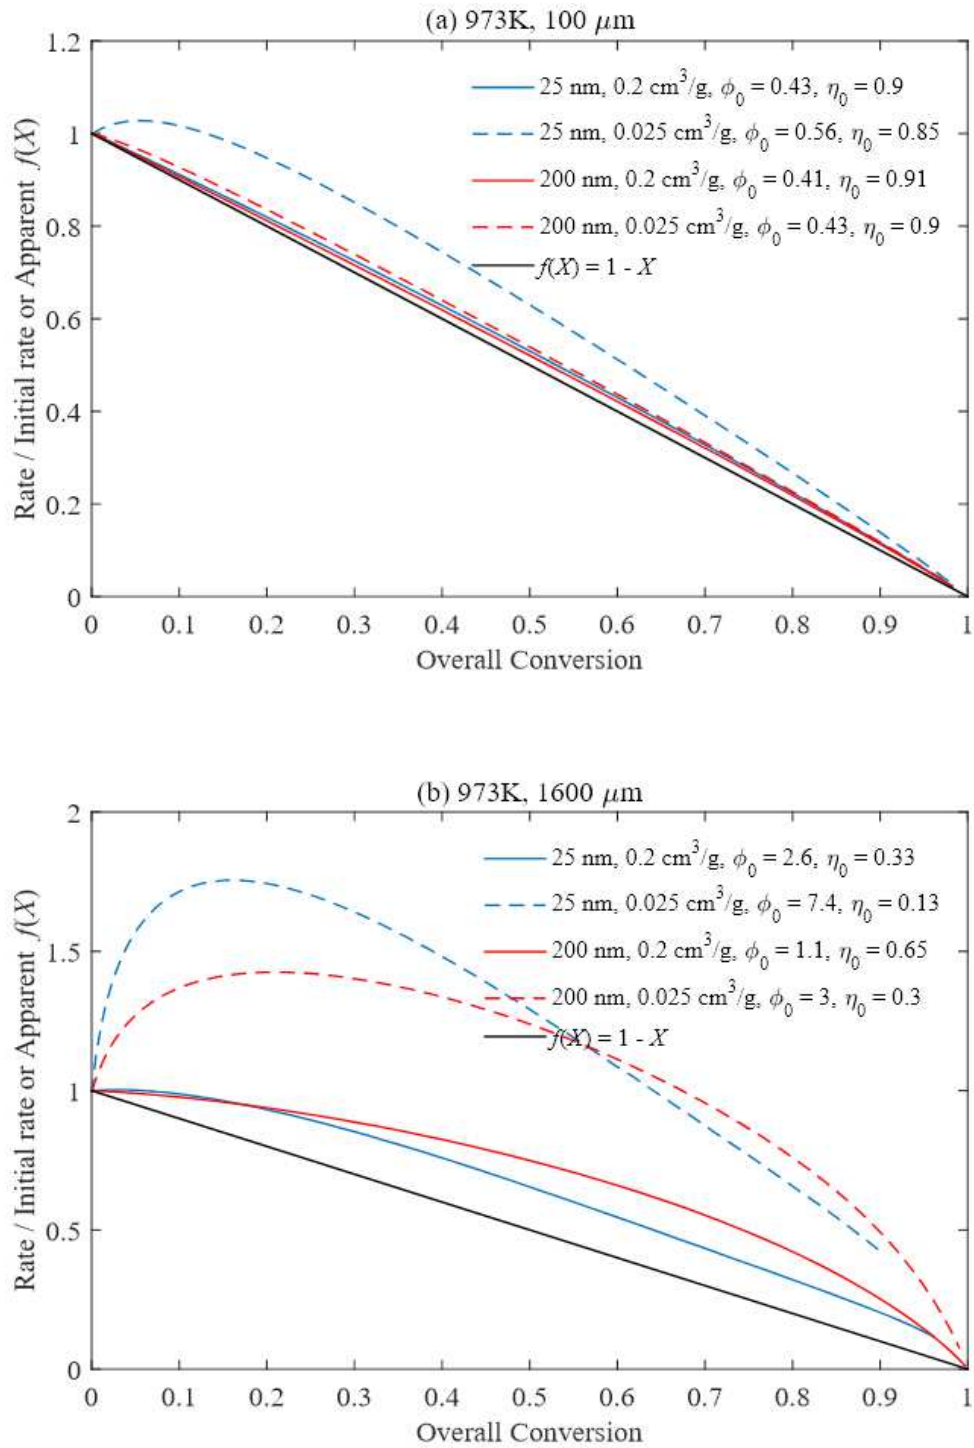 (a) 973K, 100 μm
1.2
25 nm, 0.2 cm³/g, ϕ₀ = 0.43, η₀ = 0.9
25 nm, 0.025 cm³/g, ϕ₀ = 0.56, η₀ = 0.85
200 nm, 0.2 cm³/g, ϕ₀ = 0.41, η₀ = 0.91
200 nm, 0.025 cm³/g, ϕ₀ = 0.43, η₀ = 0.9
f(X) = 1 - X
1
0.8
0.6
0.4
0.2
0
Rate / Initial rate or Apparent f(X)
0 0.1 0.2 0.3 0.4 0.5 0.6 0.7 0.8 0.9 1
Overall Conversion
(b) 973K, 1600 μm
2
25 nm, 0.2 cm³/g, ϕ₀ = 2.6, η₀ = 0.33
25 nm, 0.025 cm³/g, ϕ₀ = 7.4, η₀ = 0.13
200 nm, 0.2 cm³/g, ϕ₀ = 1.1, η₀ = 0.65
200 nm, 0.025 cm³/g, ϕ₀ = 3, η₀ = 0.3
f(X) = 1 - X
1.5
1
0.5
0
Rate / Initial rate or Apparent f(X)
0 0.1 0.2 0.3 0.4 0.5 0.6 0.7 0.8 0.9 1
Overall Conversion